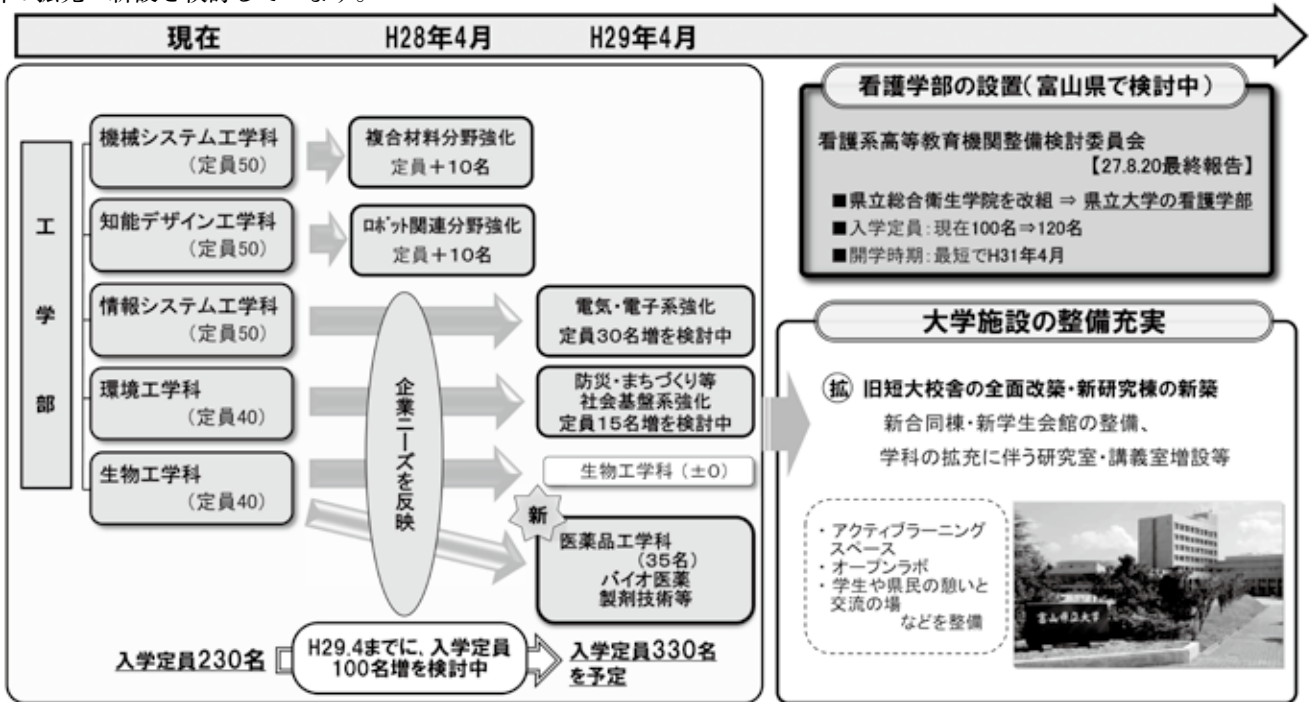 現在 H28年4月 H29年4月
工学部
機械システム工学科
(定員50)
複合材料分野強化
定員+10名
知能デザイン工学科
(定員50)
ロボット関連分野強化
定員+10名
情報システム工学科
(定員50)
電気・電子系強化
定員30名増を検討中
環境工学科
(定員40)
防災・まちづくり等
社会基盤系強化
定員15名増を検討中
生物工学科
(定員40)
生物工学科(±0)
企業ニーズを反映
新
医薬品工学科
(35名)
バイオ医薬
製剤技術等
入学定員230名
H29.4までに、入学定員
100名増を検討中
入学定員330名
を予定
看護学部の設置(富山県で検討中)
看護系高等教育機関整備検討委員会
【27.8.20最終報告】
■県立総合衛生学院を改組 ⇒ 県立大学の看護学部
■入学定員:現在100名⇒120名
■開学時期:最短でH31年4月
大学施設の整備充実
拡 旧短大校舎の全面改築・新研究棟の新築
新合同棟・新学生会館の整備、
学科の拡充に伴う研究室・講義室増設等
・アクティブラーニング
スペース
・オープンラボ
・学生や県民の憩いと
交流の場
などを整備
富山県立大学